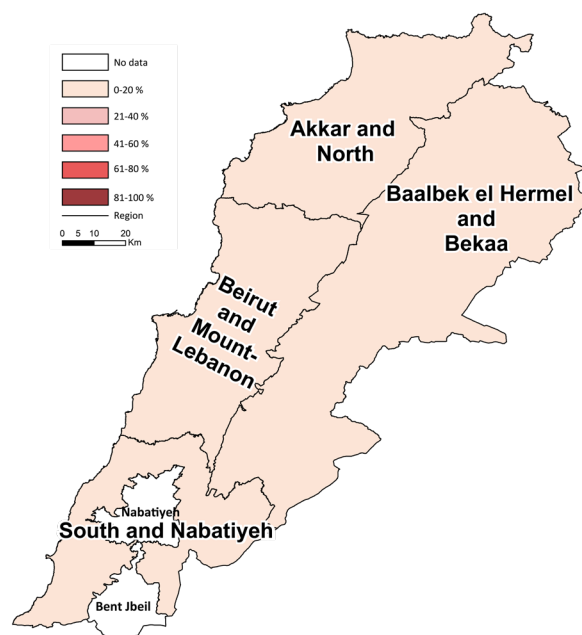 No data
0-20 %
21-40 %
41-60 %
61-80 %
81-100 %
Region
0 5 10 20
Km
Akkar and
North
Baalbek el Hermel
and
Bekaa
Beirut
and
Mount-
Lebanon
Nabatiyeh
South and Nabatiyeh
Bent Jbeil